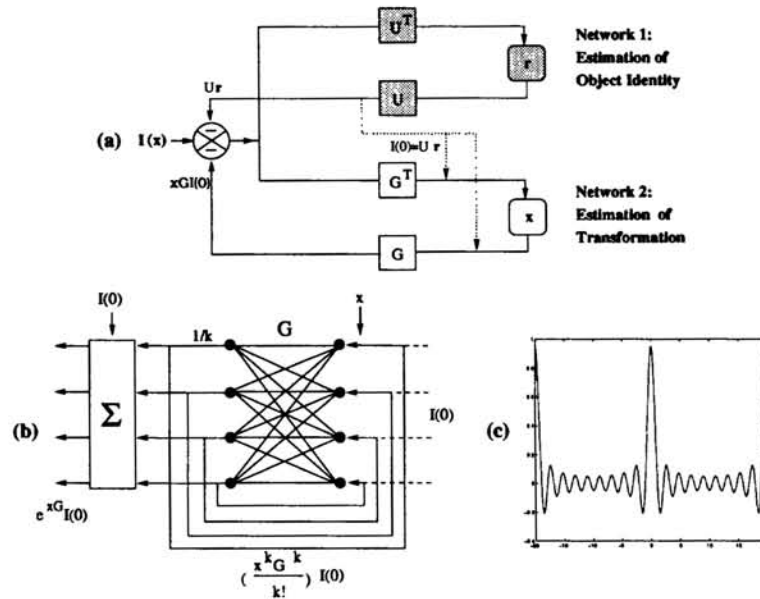 U^T
r
Network 1:
Estimation of
Object Identity
Ur
U
(a)
I (x)
I(0)=U r
xGI(0)
G^T
x
Network 2:
Estimation of
Transformation
G
I(0)
x
1/k
G
Σ
I(0)
(b)
(c)
e^{xG} I(0)
( x^k G^k / k! ) I(0)